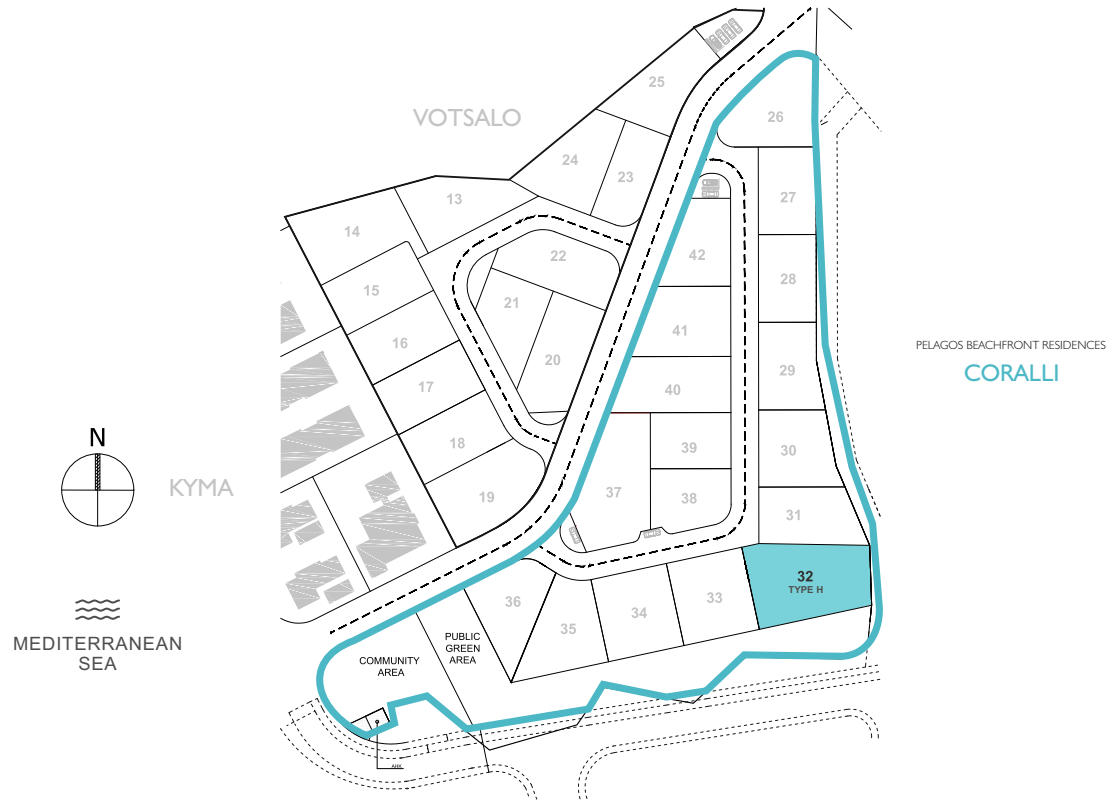 VOTSALO
25
26
24
23
27
13
14
22
42
28
15
21
41
16
20
29
PELAGOS BEACHFRONT RESIDENCES
CORALLI
17
40
18
39
30
N
KYMA
19
37
38
31
32
TYPE H
36
35
34
33
MEDITERRANEAN
SEA
PUBLIC
GREEN
AREA
COMMUNITY
AREA
AHK